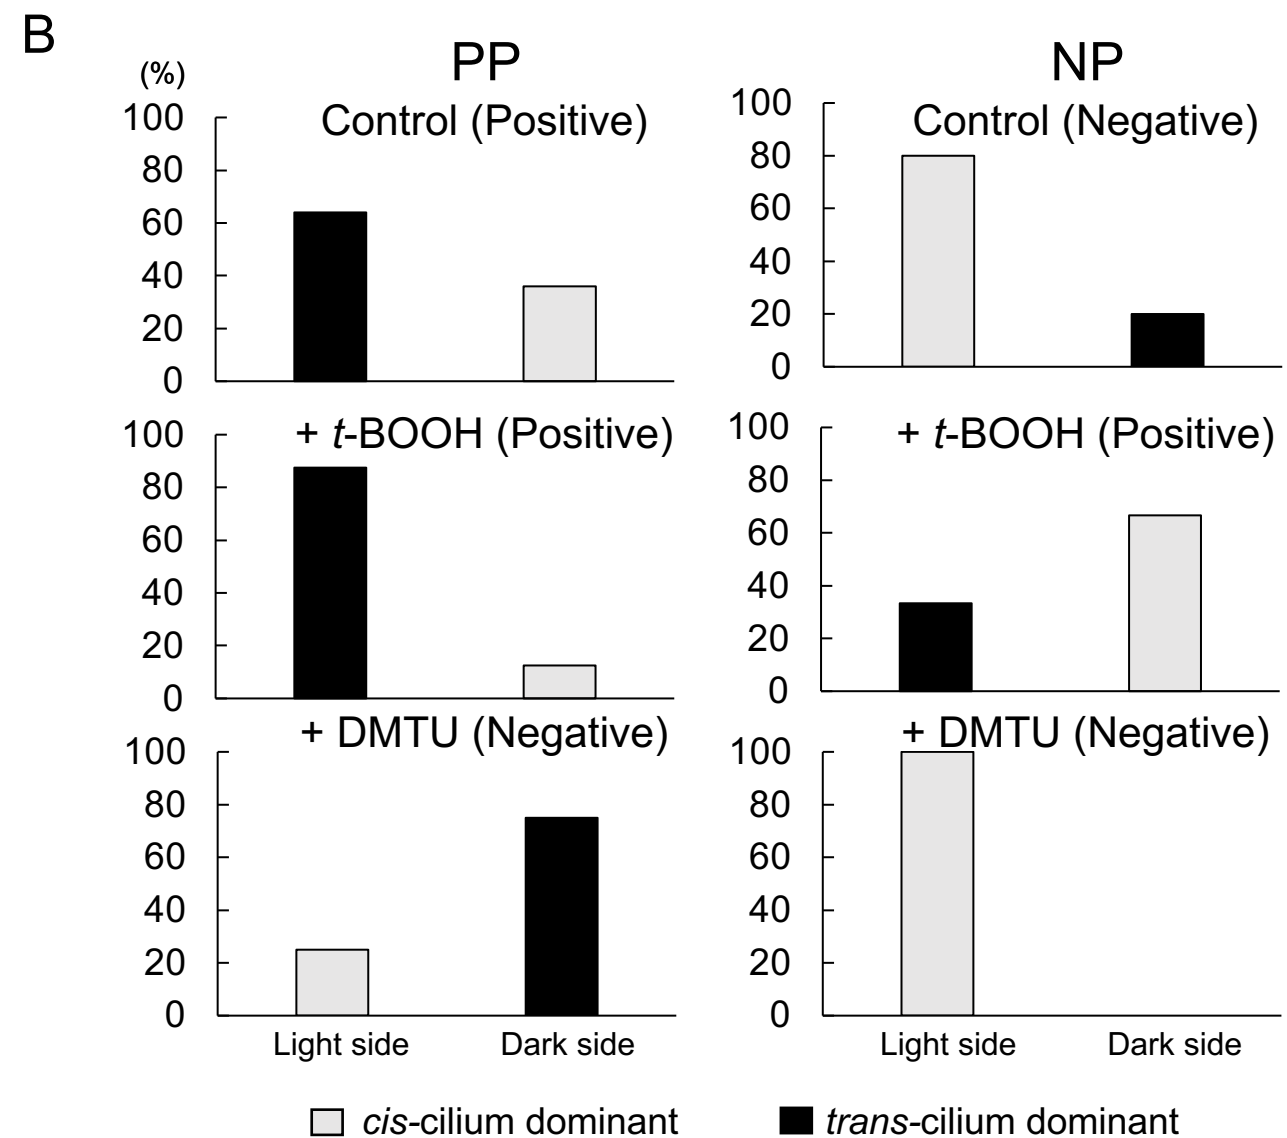 B
PP
NP
(%)
Control (Positive)
100
80
60
40
20
0
Control (Negative)
100
80
60
40
20
0
+ t-BOOH (Positive)
100
80
60
40
20
0
+ t-BOOH (Positive)
100
80
60
40
20
0
+ DMTU (Negative)
100
80
60
40
20
0
Light side Dark side
+ DMTU (Negative)
100
80
60
40
20
0
Light side Dark side
cis-cilium dominant
trans-cilium dominant